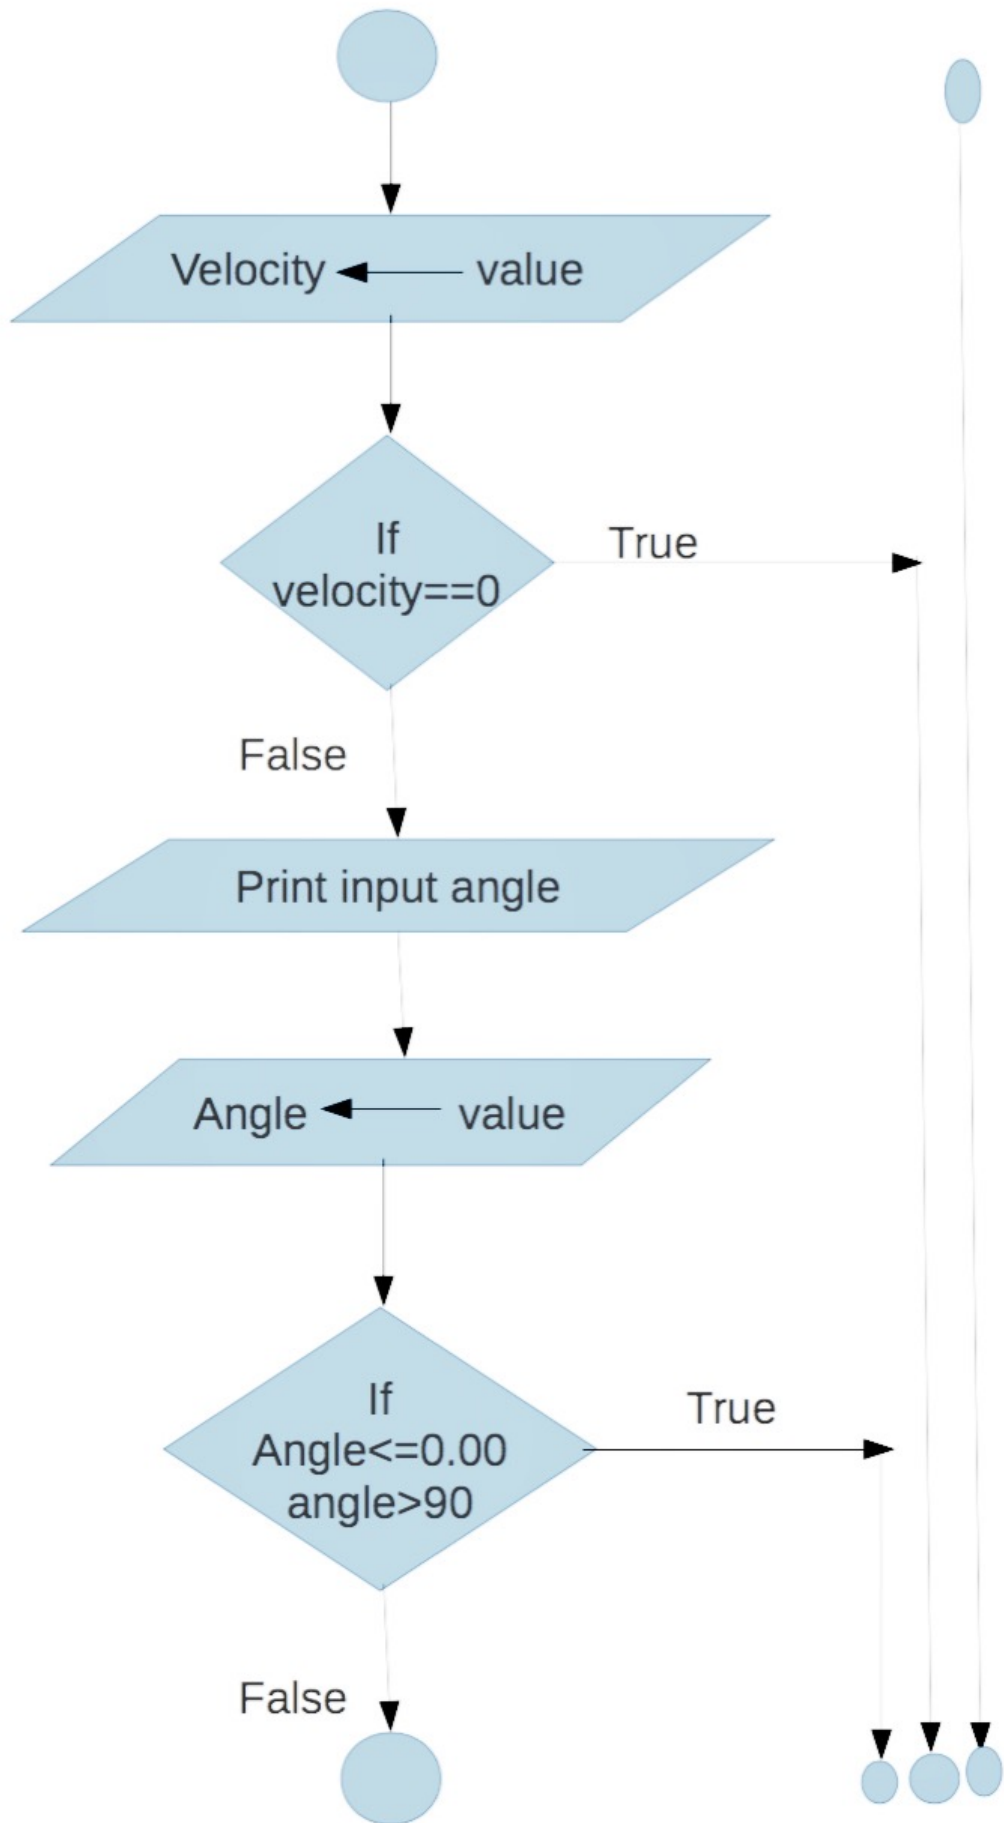 Velocity value
If
velocity==0
True
False
Print input angle
Angle value
If
Angle<=0.00
angle>90
True
False